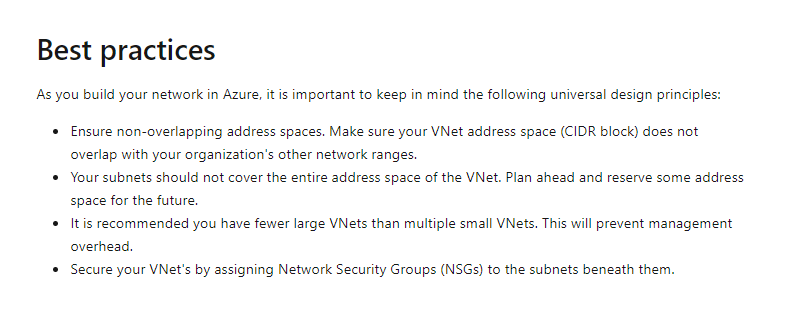 Best practices
As you build your network in Azure, it is important to keep in mind the following universal design principles:
• Ensure non-overlapping address spaces. Make sure your VNet address space (CIDR block) does not
overlap with your organization's other network ranges.
• Your subnets should not cover the entire address space of the VNet. Plan ahead and reserve some address
space for the future.
• It is recommended you have fewer large VNets than multiple small VNets. This will prevent management
overhead.
• Secure your VNet's by assigning Network Security Groups (NSGs) to the subnets beneath them.